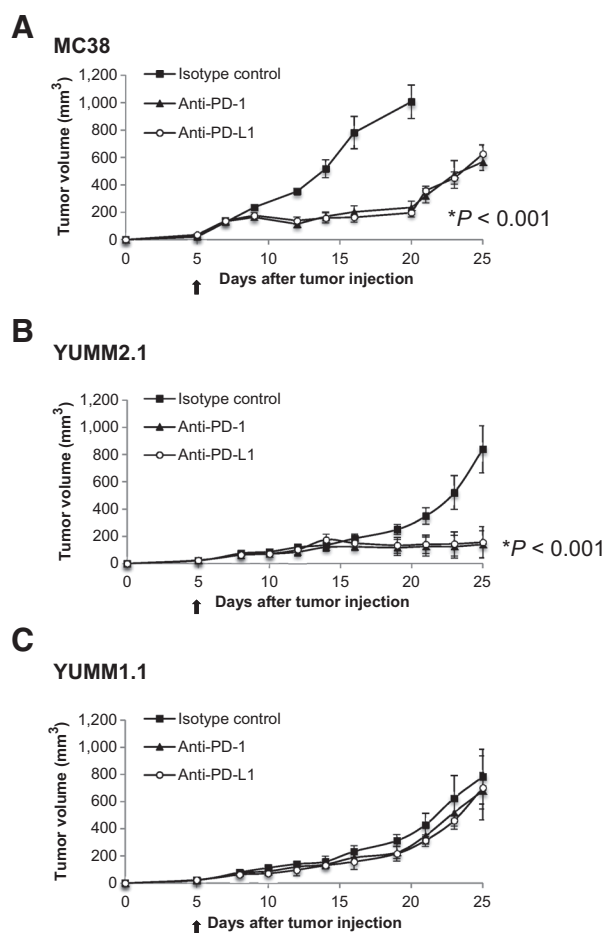 A
MC38
1,200
1,000
800
600
400
200
0
Tumor volume (mm3)
Isotype control
Anti-PD-1
Anti-PD-L1
*P < 0.001
0 5 10 15 20 25
Days after tumor injection
B
YUMM2.1
1,200
1,000
800
600
400
200
0
Tumor volume (mm3)
Isotype control
Anti-PD-1
Anti-PD-L1
*P < 0.001
0 5 10 15 20 25
Days after tumor injection
C
YUMM1.1
1,200
1,000
800
600
400
200
0
Tumor volume (mm3)
Isotype control
Anti-PD-1
Anti-PD-L1
0 5 10 15 20 25
Days after tumor injection